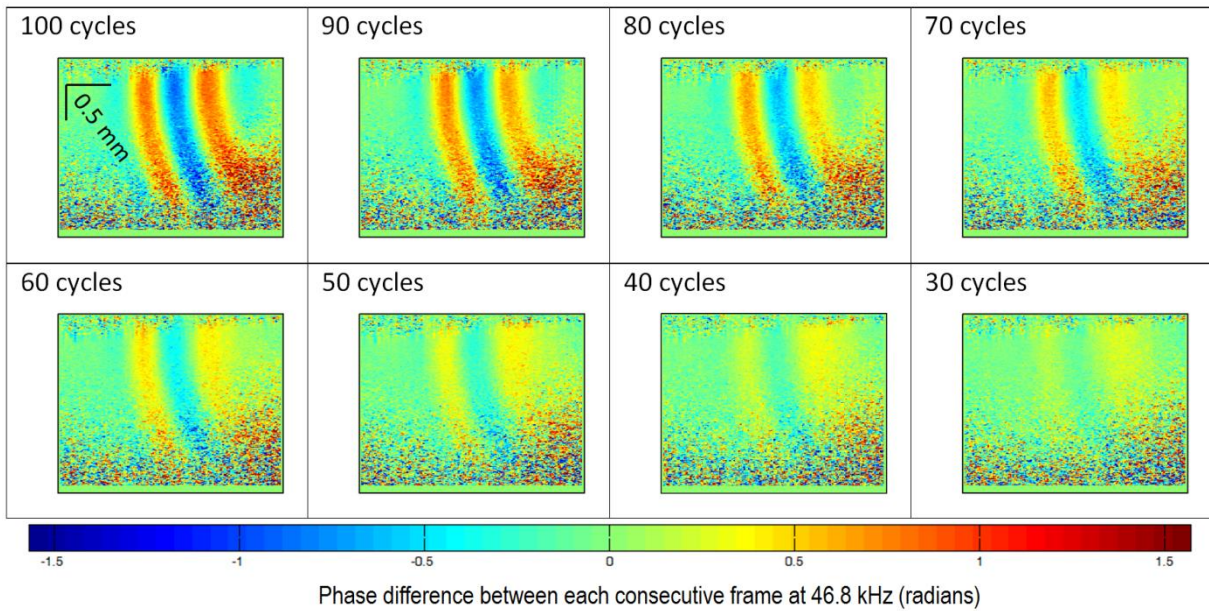 100 cycles
90 cycles
80 cycles
70 cycles
0.5 mm
60 cycles
50 cycles
40 cycles
30 cycles
-1.5 -1 -0.5 0 0.5 1 1.5
Phase difference between each consecutive frame at 46.8 kHz (radians)